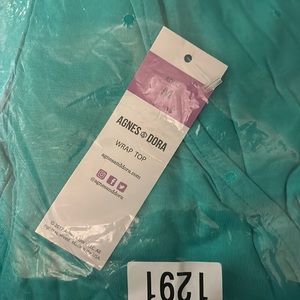 AGNES & DORA
WRAP TOP
agnesanddora.com
@agnesanddora
1291